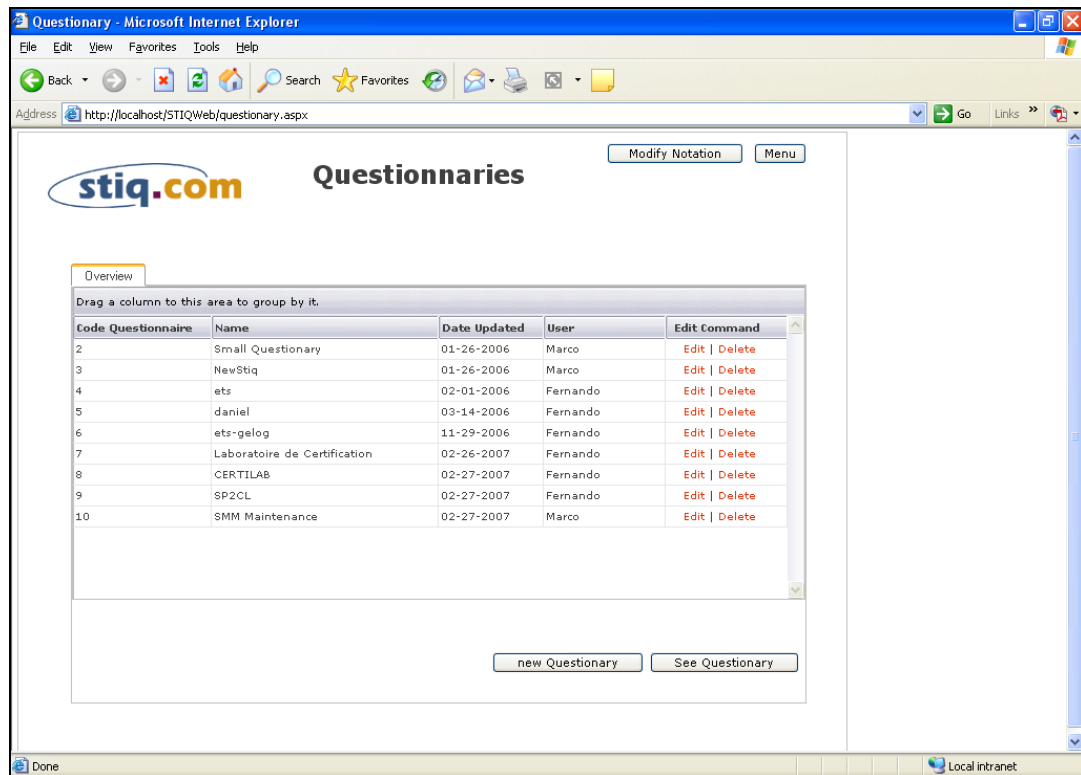 Questionary - Microsoft Internet Explorer
File Edit View Favorites Tools Help
Back Search Favorites
Address http://localhost/STIQWeb/questionary.aspx Go Links »
Modify Notation Menu
stiq.com Questionnaries
Overview
Drag a column to this area to group by it.
Code Questionnaire Name Date Updated User Edit Command
2 Small Questionary 01-26-2006 Marco Edit | Delete
3 NewStiq 01-26-2006 Marco Edit | Delete
4 ets 02-01-2006 Fernando Edit | Delete
5 daniel 03-14-2006 Fernando Edit | Delete
6 ets-gelog 11-29-2006 Fernando Edit | Delete
7 Laboratoire de Certification 02-26-2007 Fernando Edit | Delete
8 CERTILAB 02-27-2007 Fernando Edit | Delete
9 SP2CL 02-27-2007 Fernando Edit | Delete
10 SMM Maintenance 02-27-2007 Marco Edit | Delete
new Questionary See Questionary
Done Local intranet